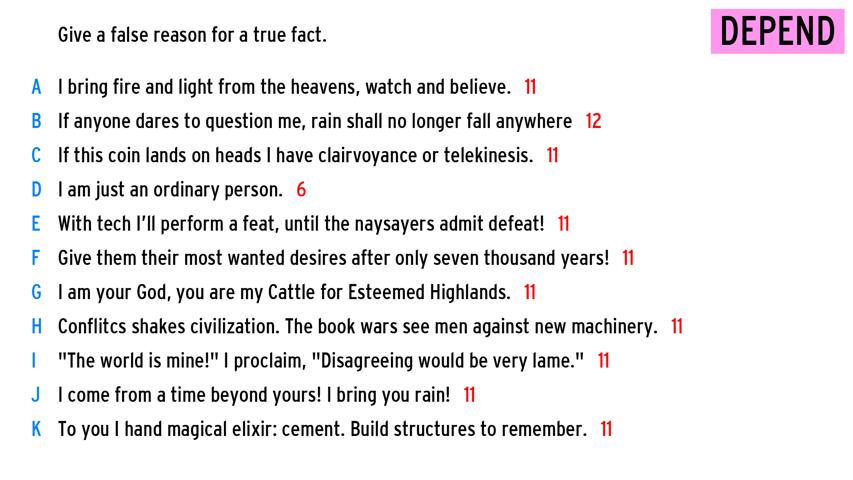 Give a false reason for a true fact.
DEPEND
A I bring fire and light from the heavens, watch and believe. 11
B If anyone dares to question me, rain shall no longer fall anywhere 12
C If this coin lands on heads I have clairvoyance or telekinesis. 11
D I am just an ordinary person. 6
E With tech I'll perform a feat, until the naysayers admit defeat! 11
F Give them their most wanted desires after only seven thousand years! 11
G I am your God, you are my Cattle for Esteemed Highlands. 11
H Conflitcs shakes civilization. The book wars see men against new machinery. 11
I "The world is mine!" I proclaim, "Disagreeing would be very lame." 11
J I come from a time beyond yours! I bring you rain! 11
K To you I hand magical elixir: cement. Build structures to remember. 11